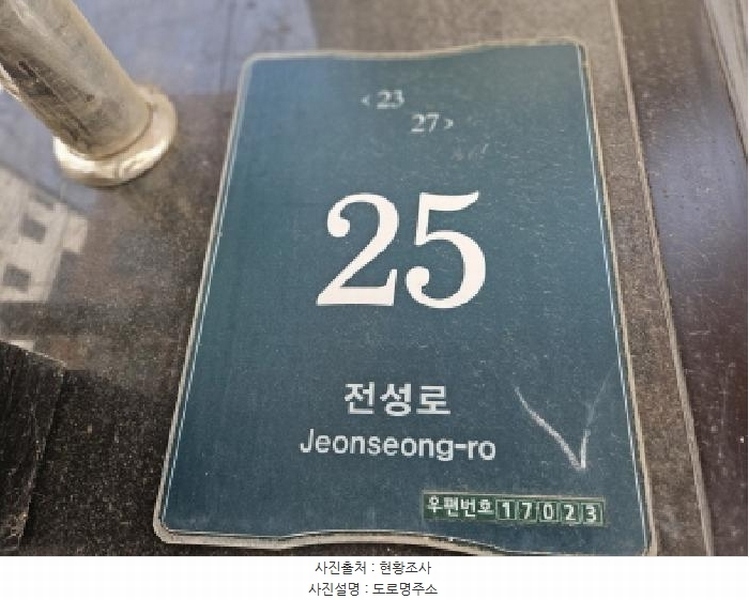 < 23
27 >
25
전성로
Jeonseong-ro
우편번호 17023
사진출처 : 현황조사
사진설명 : 도로명주소